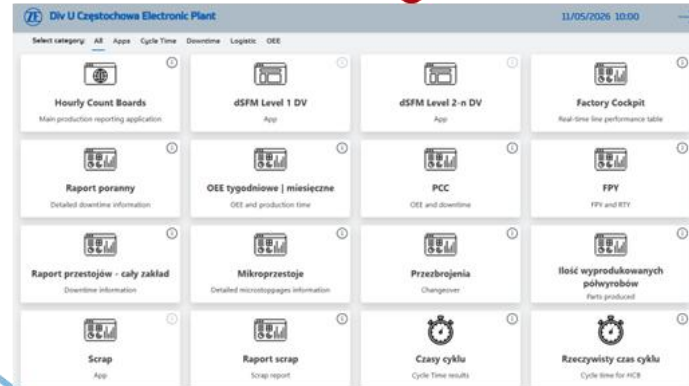 ZF Div U Częstochowa Electronic Plant
11/05/2026 10:00
Select category: All Apps Cycle Time Downtime Logistic OEE
Hourly Count Boards
Main production reporting application
dSFM Level 1 DV
App
dSFM Level 2-n DV
App
Factory Cockpit
Real-time line performance table
Raport poranny
Detailed downtime information
OEE tygodniowe | miesięczne
OEE and production time
PCC
OEE and downtime
FPY
FPY and RTY
Raport przestojów - cały zakład
Downtime information
Mikroprzestoje
Detailed microstoppages information
Przezbrojenia
Changeover
Ilość wyprodukowanych
półwyrobów
Parts produced
Scrap
App
Raport scrap
Scrap report
Czasy cyklu
Cycle Time results
Rzeczywisty czas cyklu
Cycle time for HCB